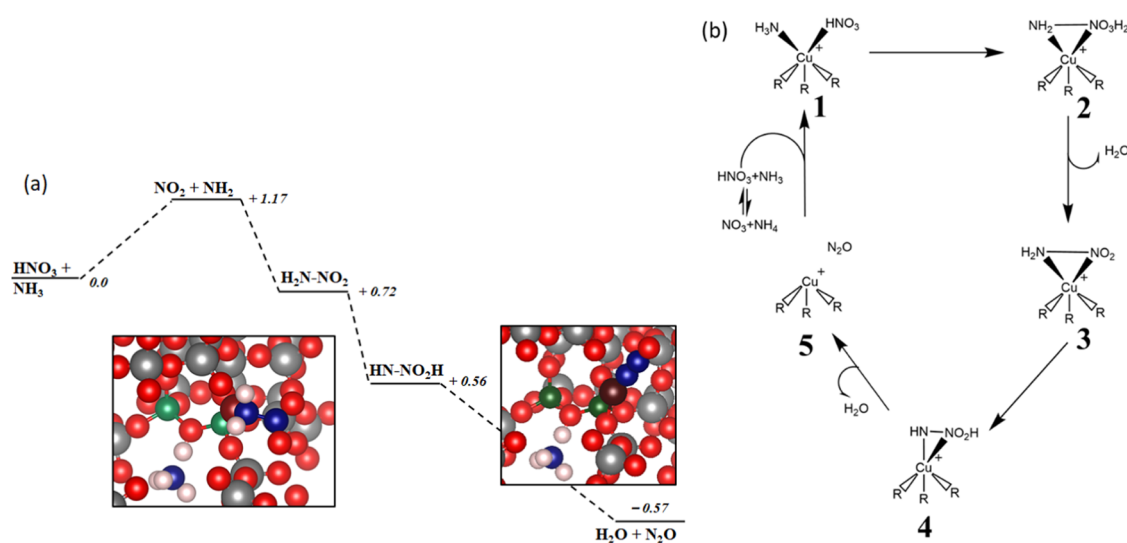 (a)
HNO3 +
NH3
0.0
NO2 + NH2
+ 1.17
H2N-NO2
+ 0.72
HN-NO2H
+ 0.56
− 0.57
H2O + N2O
(b)
H3N HNO3
Cu
+
R R R
1
NH2 NO3H2
Cu
+
R R R
2
H2O
H2N NO2
Cu
+
R R R
3
HN NO2H
Cu
+
R R R
4
H2O
N2O
Cu
+
R R R
5
HNO3+NH3
NO3+NH4